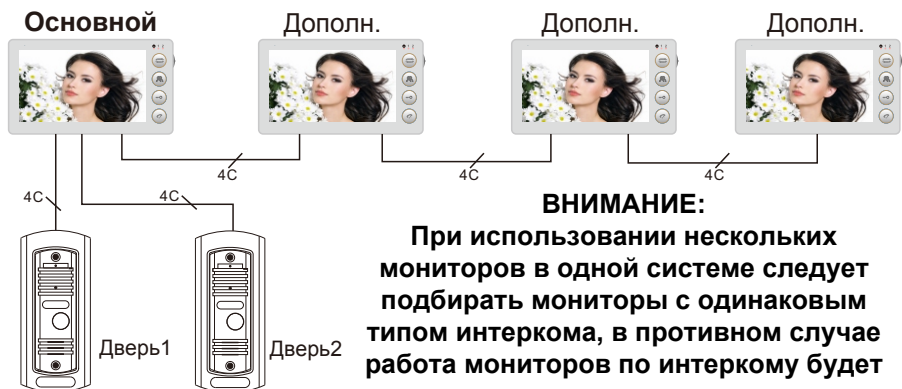 Основной
Дополн.
Дополн.
Дополн.
4C
4C
4C
4C
4C
Дверь1
Дверь2
ВНИМАНИЕ:
При использовании нескольких
мониторов в одной системе следует
подбирать мониторы с одинаковым
типом интеркома, в противном случае
работа мониторов по интеркому будет